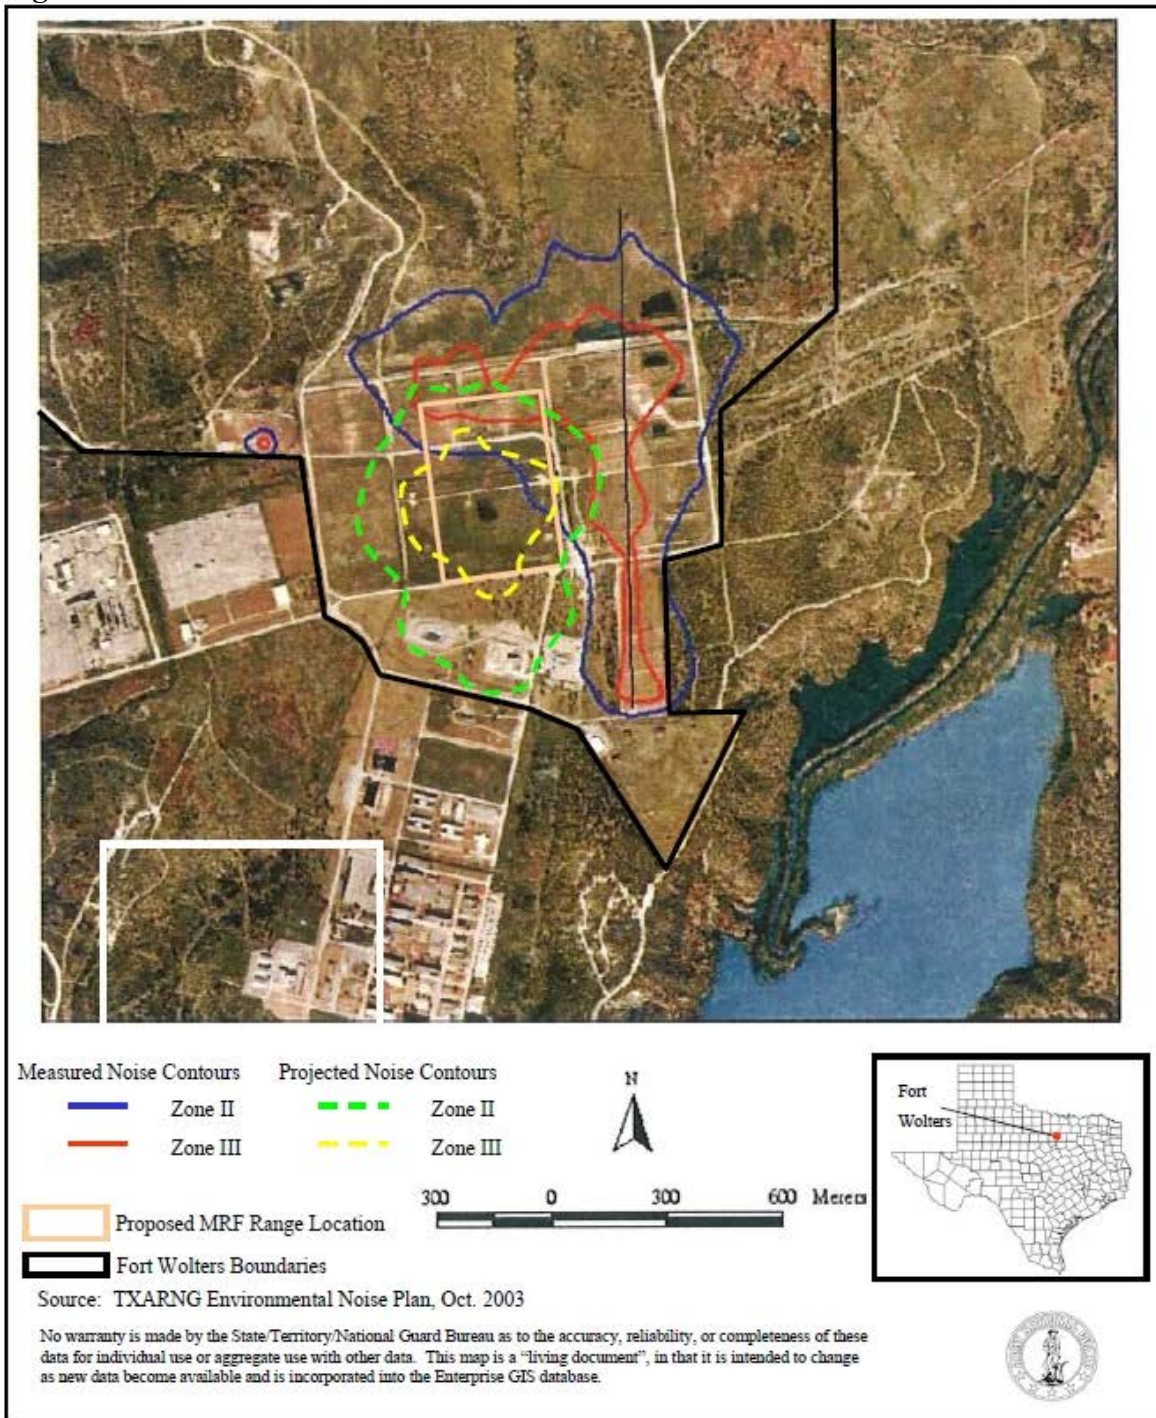 Measured Noise Contours Projected Noise Contours
Zone II Zone II
Zone III Zone III
N
300 0 300 600 Meters
Proposed MRF Range Location
Fort Wolters Boundaries
Fort
Wolters
Source: TXARNG Environmental Noise Plan, Oct. 2003
No warranty is made by the State/Territory/National Guard Bureau as to the accuracy, reliability, or completeness of these
data for individual use or aggregate use with other data. This map is a “living document”, in that it is intended to change
as new data become available and is incorporated into the Enterprise GIS database.